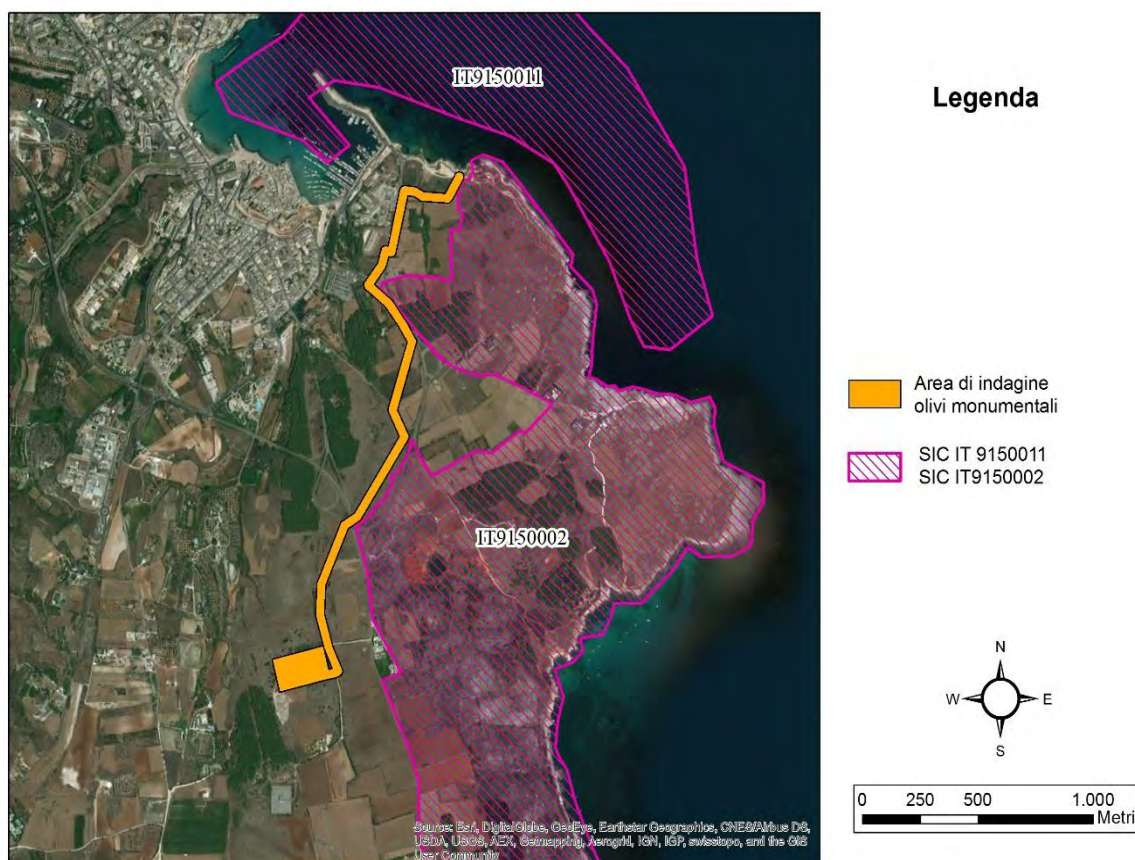 IT9150011
IT9150002
Source: Esri, DigitalGlobe, GeoEye, Earthstar Geographics, CNES/Airbus DS,
USDA, USGS, AEX, Getmapping, Aerogrid, IGN, IGP, swisstopo, and the GIS
User Community
Legenda
Area di indagine
olivi monumentali
SIC IT 9150011
SIC IT9150002
N
W E
S
0 250 500 1.000
Metri